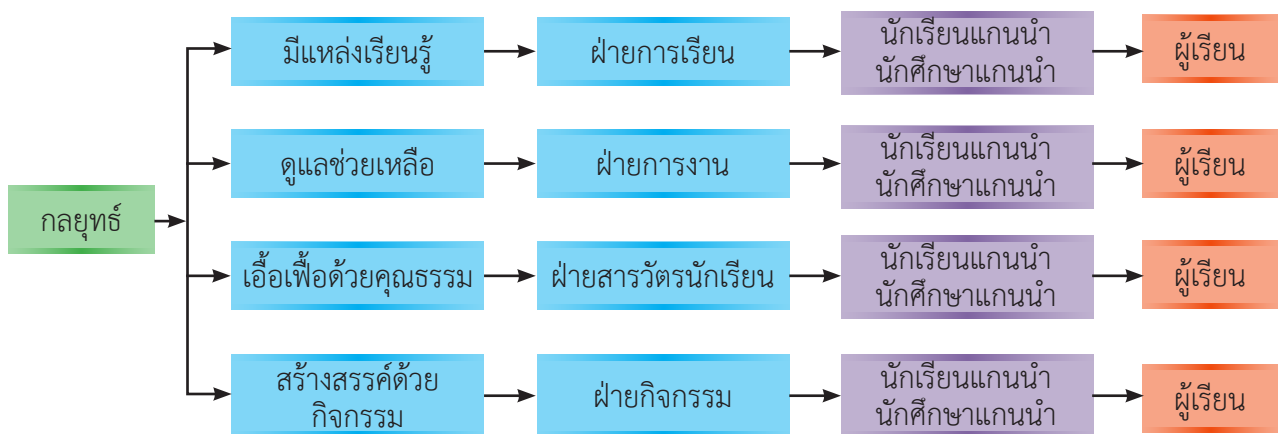 มีแหล่งเรียนรู้
ฝ่ายการเรียน
นักเรียนแกนนำ
นักศึกษาแกนนำ
ผู้เรียน
ดูแลช่วยเหลือ
ฝ่ายการงาน
นักเรียนแกนนำ
นักศึกษาแกนนำ
ผู้เรียน
กลยุทธ์
เอื้อเฟื้อด้วยคุณธรรม
ฝ่ายสารวัตรนักเรียน
นักเรียนแกนนำ
นักศึกษาแกนนำ
ผู้เรียน
สร้างสรรค์ด้วย
กิจกรรม
ฝ่ายกิจกรรม
นักเรียนแกนนำ
นักศึกษาแกนนำ
ผู้เรียน